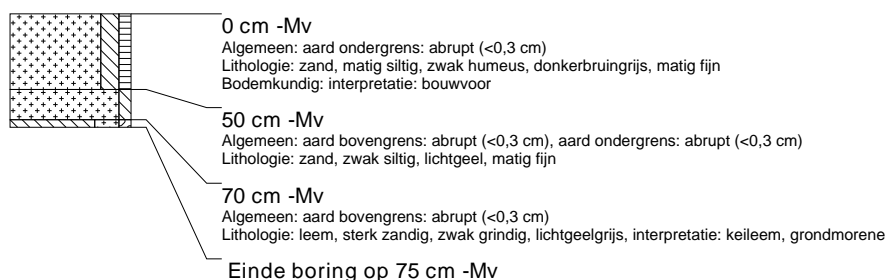 0 cm -Mv
Algemeen: aard ondergrens: abrupt (<0,3 cm)
Lithologie: zand, matig siltig, zwak humeus, donkerbruingrijs, matig fijn
Bodemkundig: interpretatie: bouwvoor
50 cm -Mv
Algemeen: aard bovengrens: abrupt (<0,3 cm), aard ondergrens: abrupt (<0,3 cm)
Lithologie: zand, zwak siltig, lichtgeel, matig fijn
70 cm -Mv
Algemeen: aard bovengrens: abrupt (<0,3 cm)
Lithologie: leem, sterk zandig, zwak grindig, lichtgeelgrijs, interpretatie: keileem, grondmorene
Einde boring op 75 cm -Mv